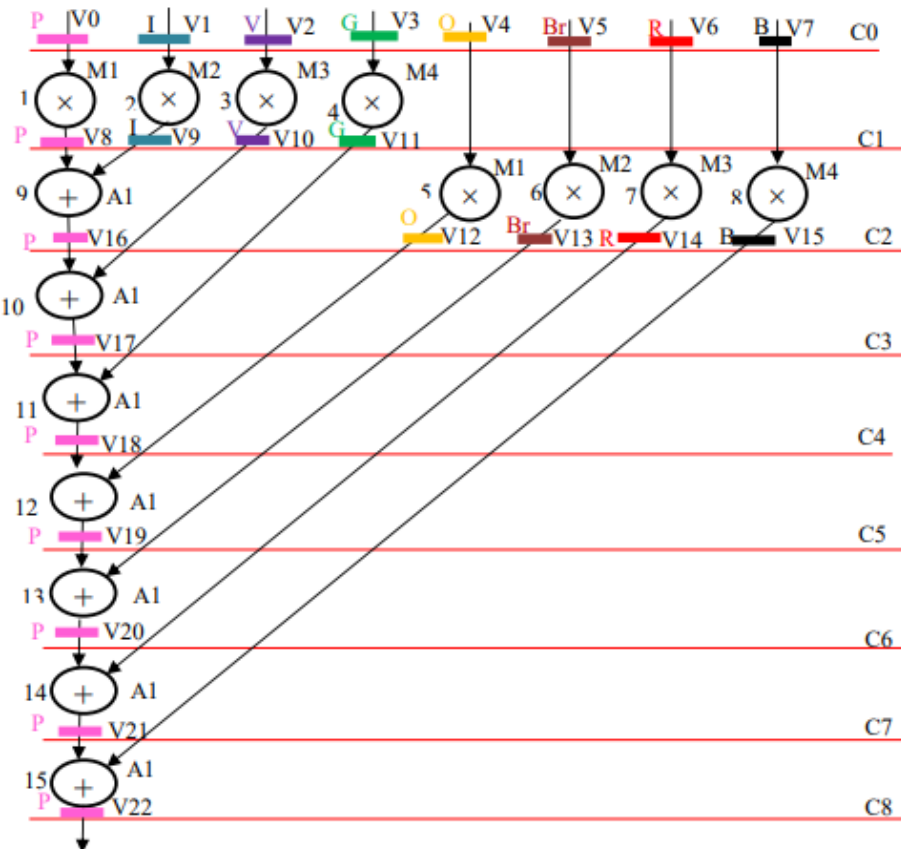 P V0 I V1 V V2 G V3 O V4 Br V5 R V6 B V7 C0
M1 M2 M3 M4
1 × 2 × 3 × 4 ×
P V8 I V9 V V10 G V11 C1
M1 M2 M3 M4
9 + A1 5 × 6 × 7 × 8 ×
P V16 O V12 Br V13 R V14 B V15 C2
10 + A1
P V17 C3
11 + A1
P V18 C4
12 + A1
P V19 C5
13 + A1
P V20 C6
14 + A1
P V21 C7
15 + A1
P V22 C8